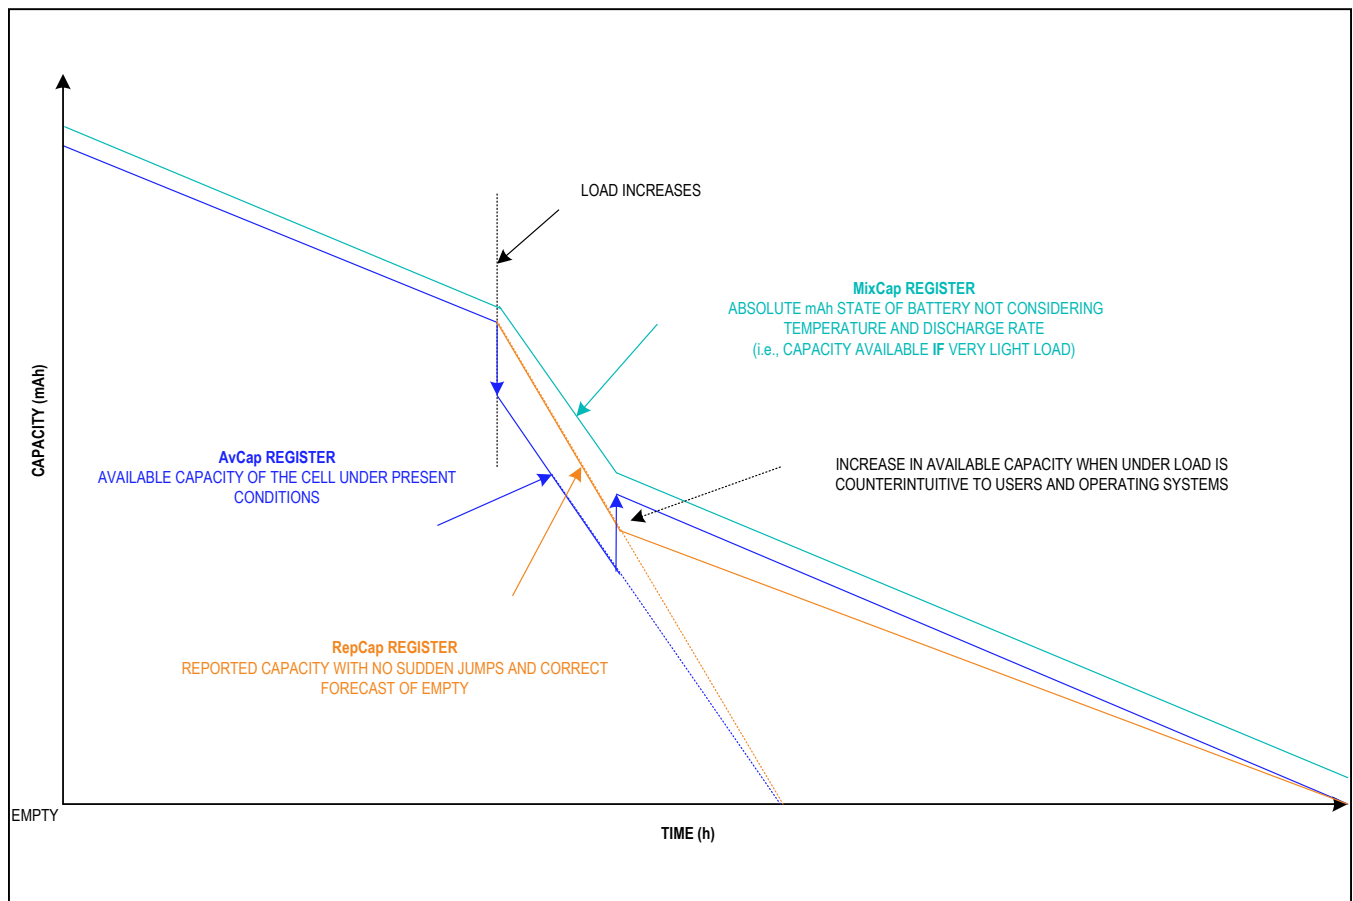 LOAD INCREASES
MixCap REGISTER
ABSOLUTE mAh STATE OF BATTERY NOT CONSIDERING
TEMPERATURE AND DISCHARGE RATE
(i.e., CAPACITY AVAILABLE IF VERY LIGHT LOAD)
CAPACITY (mAh)
AvCap REGISTER
AVAILABLE CAPACITY OF THE CELL UNDER PRESENT
CONDITIONS
INCREASE IN AVAILABLE CAPACITY WHEN UNDER LOAD IS
COUNTERINTUITIVE TO USERS AND OPERATING SYSTEMS
RepCap REGISTER
REPORTED CAPACITY WITH NO SUDDEN JUMPS AND CORRECT
FORECAST OF EMPTY
EMPTY
TIME (h)